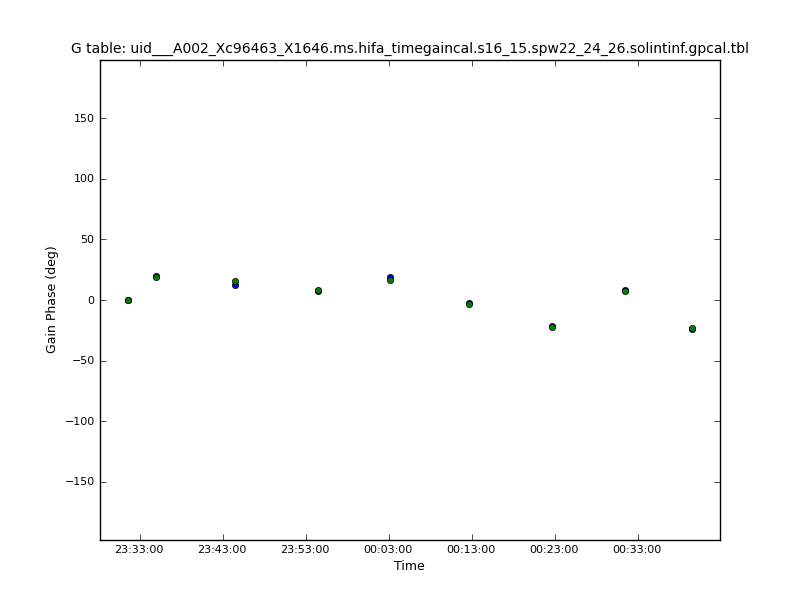 G table: uid___A002_Xc96463_X1646.ms.hifa_timegaincal.s16_15.spw22_24_26.solintinf.gpcal.tbl
150
100
50
0
−50
−100
−150
Gain Phase (deg)
23:33:00 23:43:00 23:53:00 00:03:00 00:13:00 00:23:00 00:33:00
Time